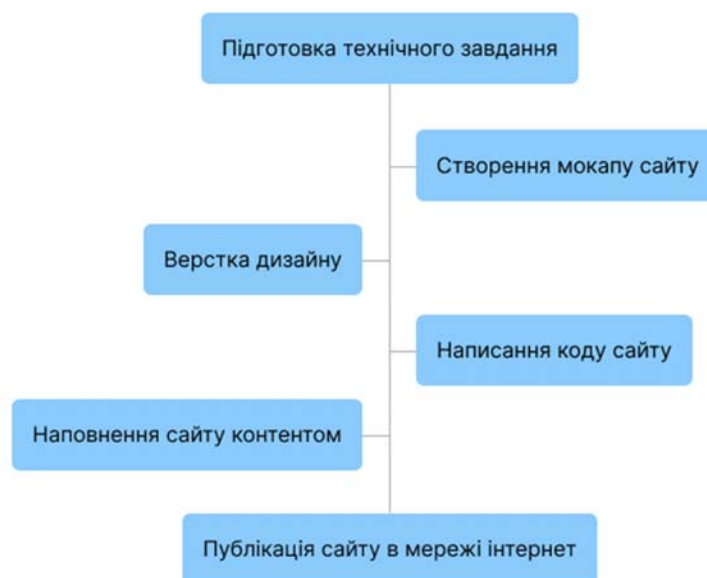 Підготовка технічного завдання
Створення мокапу сайту
Верстка дизайну
Написання коду сайту
Наповнення сайту контентом
Публікація сайту в мережі інтернет